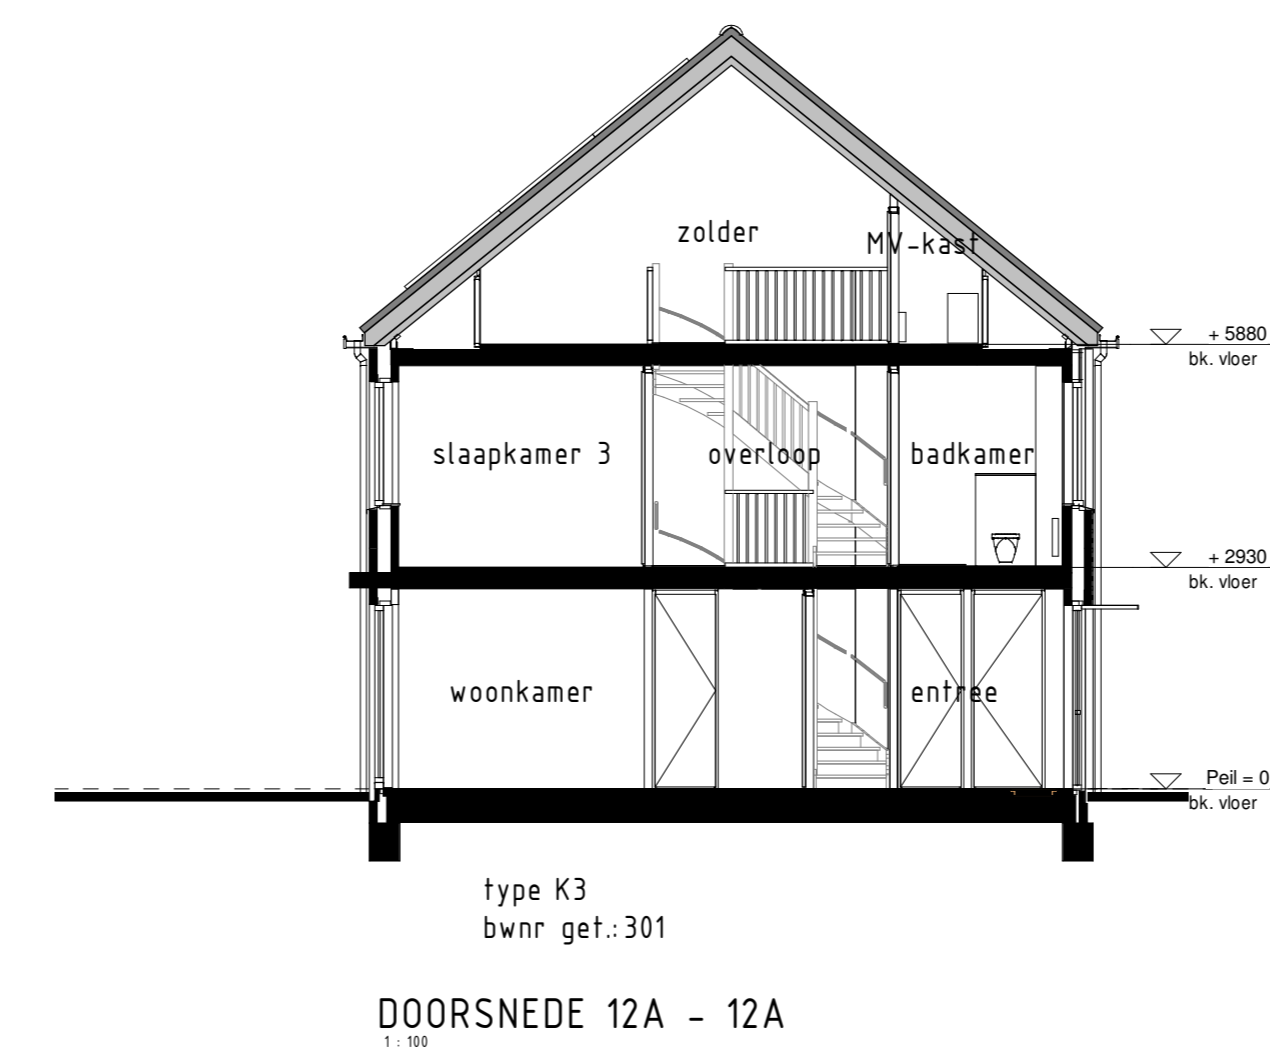 zolder
MV-kast
+ 5880
bk. vloer
slaapkamer 3
overloop
badkamer
+ 2930
bk. vloer
woonkamer
entree
Peil = 0
bk. vloer
type K3
bwnr get.: 301
DOORSNEDE 12A - 12A
1 : 100